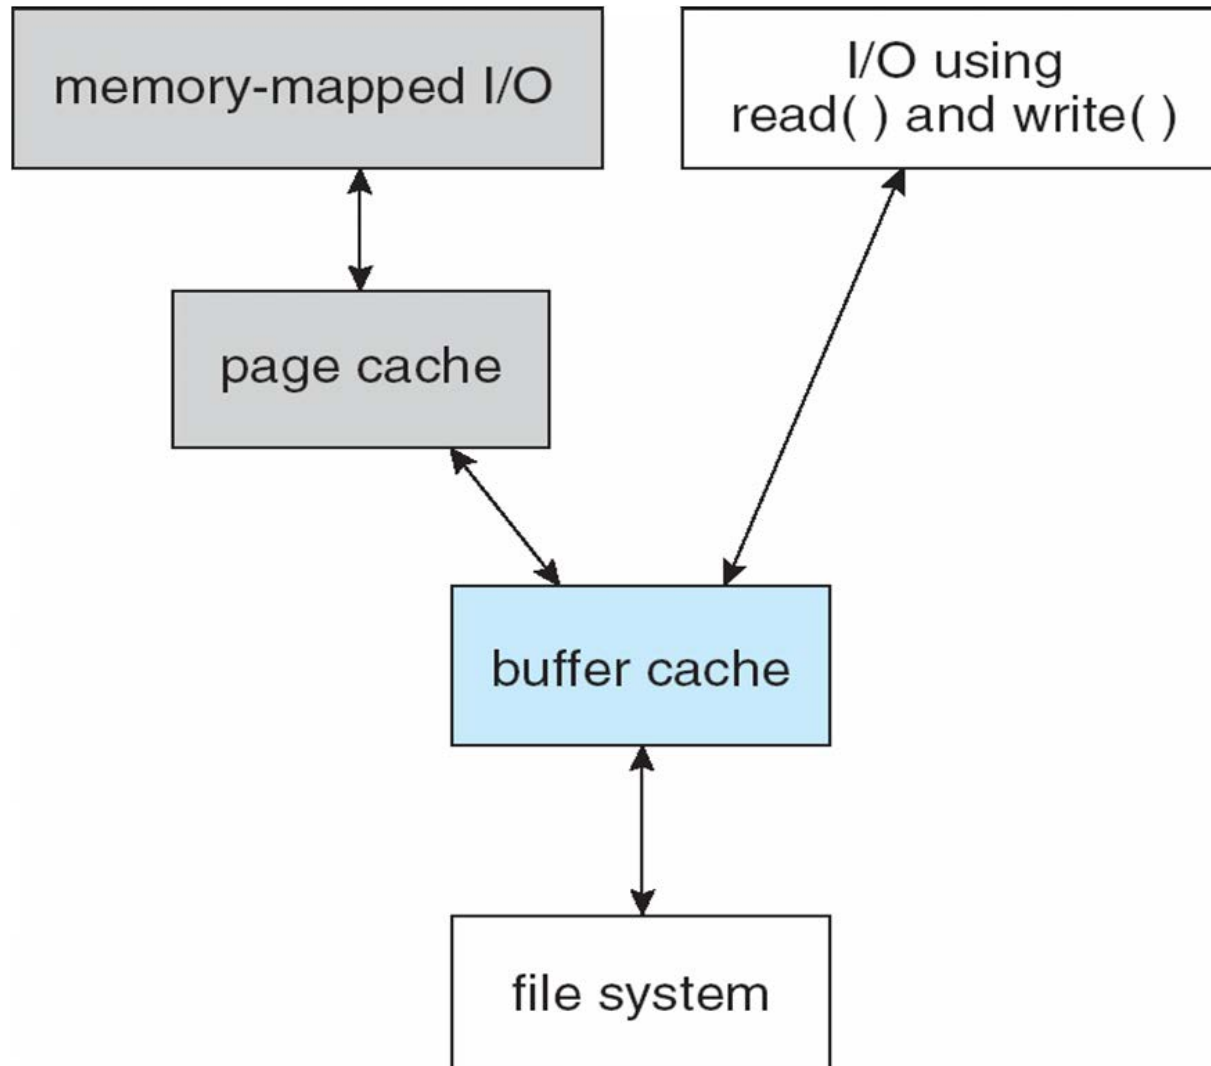 memory-mapped I/O
I/O using
read( ) and write( )
page cache
buffer cache
file system